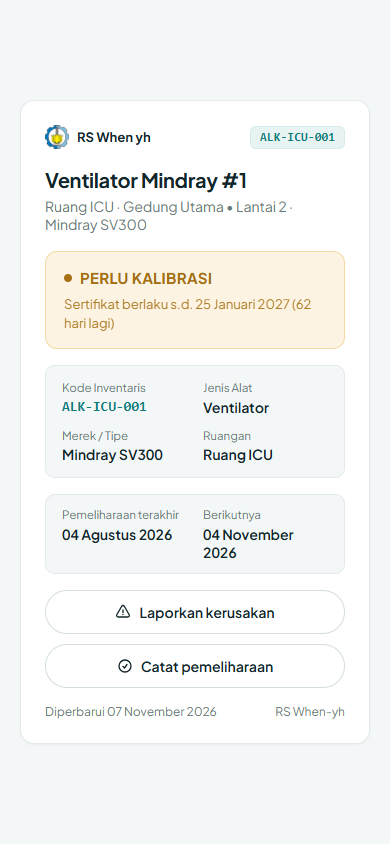 RS When yh
ALK-ICU-001
Ventilator Mindray #1
Ruang ICU · Gedung Utama • Lantai 2 ·
Mindray SV300
PERLU KALIBRASI
Sertifikat berlaku s.d. 25 Januari 2027 (62
hari lagi)
Kode Inventaris
ALK-ICU-001
Jenis Alat
Ventilator
Merek / Tipe
Mindray SV300
Ruangan
Ruang ICU
Pemeliharaan terakhir
04 Agustus 2026
Berikutnya
04 November
2026
Laporkan kerusakan
Catat pemeliharaan
Diperbarui 07 November 2026
RS When-yh